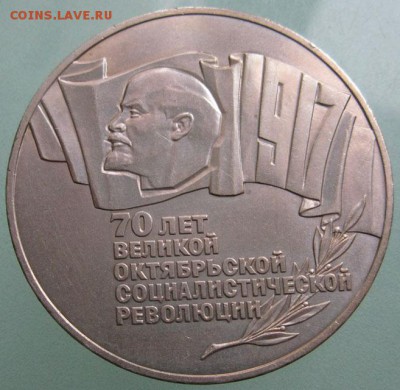 COINS.LAVE.RU
1917
70 ЛЕТ
ВЕЛИКОЙ
ОКТЯБРЬСКОЙ
СОЦИАЛИСТИЧЕСКОЙ
РЕВОЛЮЦИИ